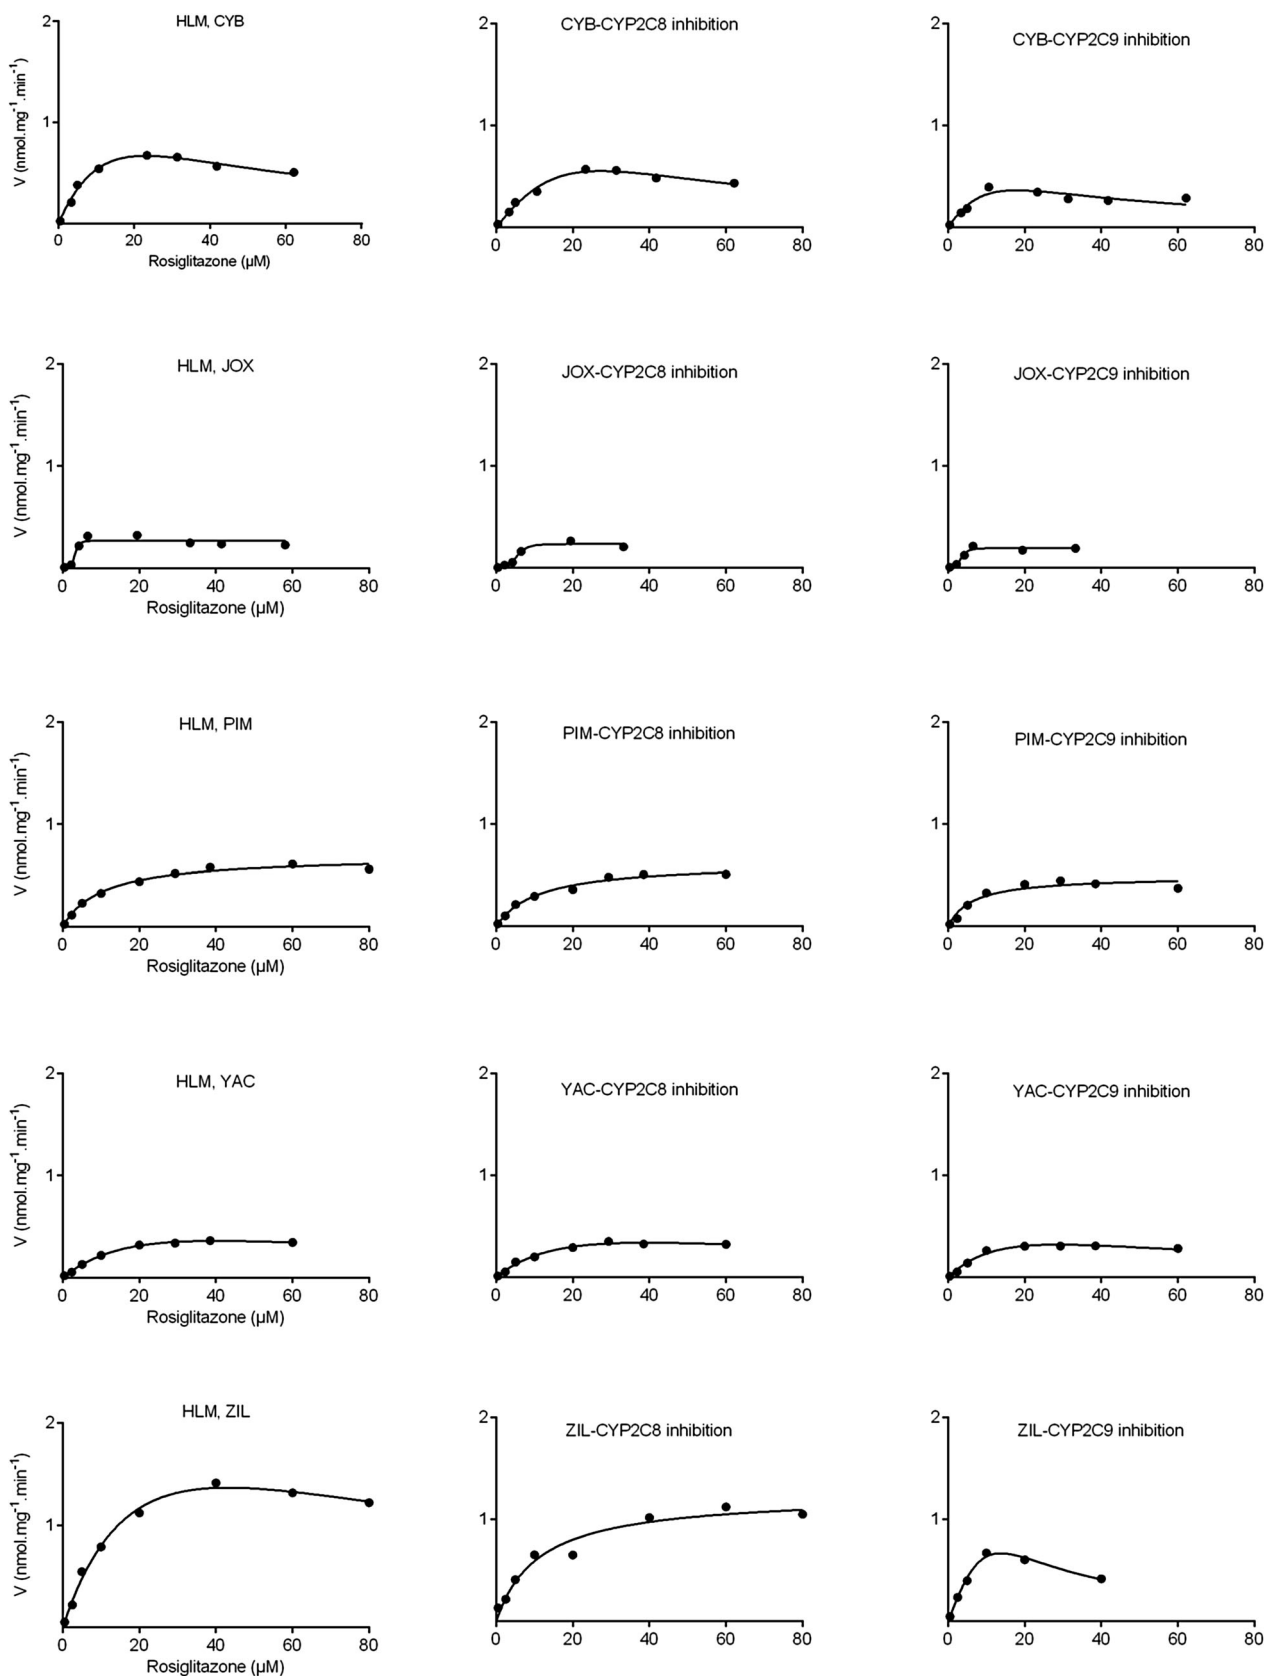 HLM, CYB
CYB-CYP2C8 inhibition
CYB-CYP2C9 inhibition
2
1
V (nmol.mg⁻¹.min⁻¹)
0 20 40 60 80
Rosiglitazone (µM)
2
1
0 20 40 60 80
2
1
0 20 40 60 80
HLM, JOX
JOX-CYP2C8 inhibition
JOX-CYP2C9 inhibition
2
1
V (nmol.mg⁻¹.min⁻¹)
0 20 40 60 80
Rosiglitazone (µM)
2
1
0 20 40 60 80
2
1
0 20 40 60 80
HLM, PIM
PIM-CYP2C8 inhibition
PIM-CYP2C9 inhibition
2
1
V (nmol.mg⁻¹.min⁻¹)
0 20 40 60 80
Rosiglitazone (µM)
2
1
0 20 40 60 80
2
1
0 20 40 60 80
HLM, YAC
YAC-CYP2C8 inhibition
YAC-CYP2C9 inhibition
2
1
V (nmol.mg⁻¹.min⁻¹)
0 20 40 60 80
Rosiglitazone (µM)
2
1
0 20 40 60 80
2
1
0 20 40 60 80
HLM, ZIL
ZIL-CYP2C8 inhibition
ZIL-CYP2C9 inhibition
2
1
V (nmol.mg⁻¹.min⁻¹)
0 20 40 60 80
Rosiglitazone (µM)
2
1
0 20 40 60 80
2
1
0 20 40 60 80